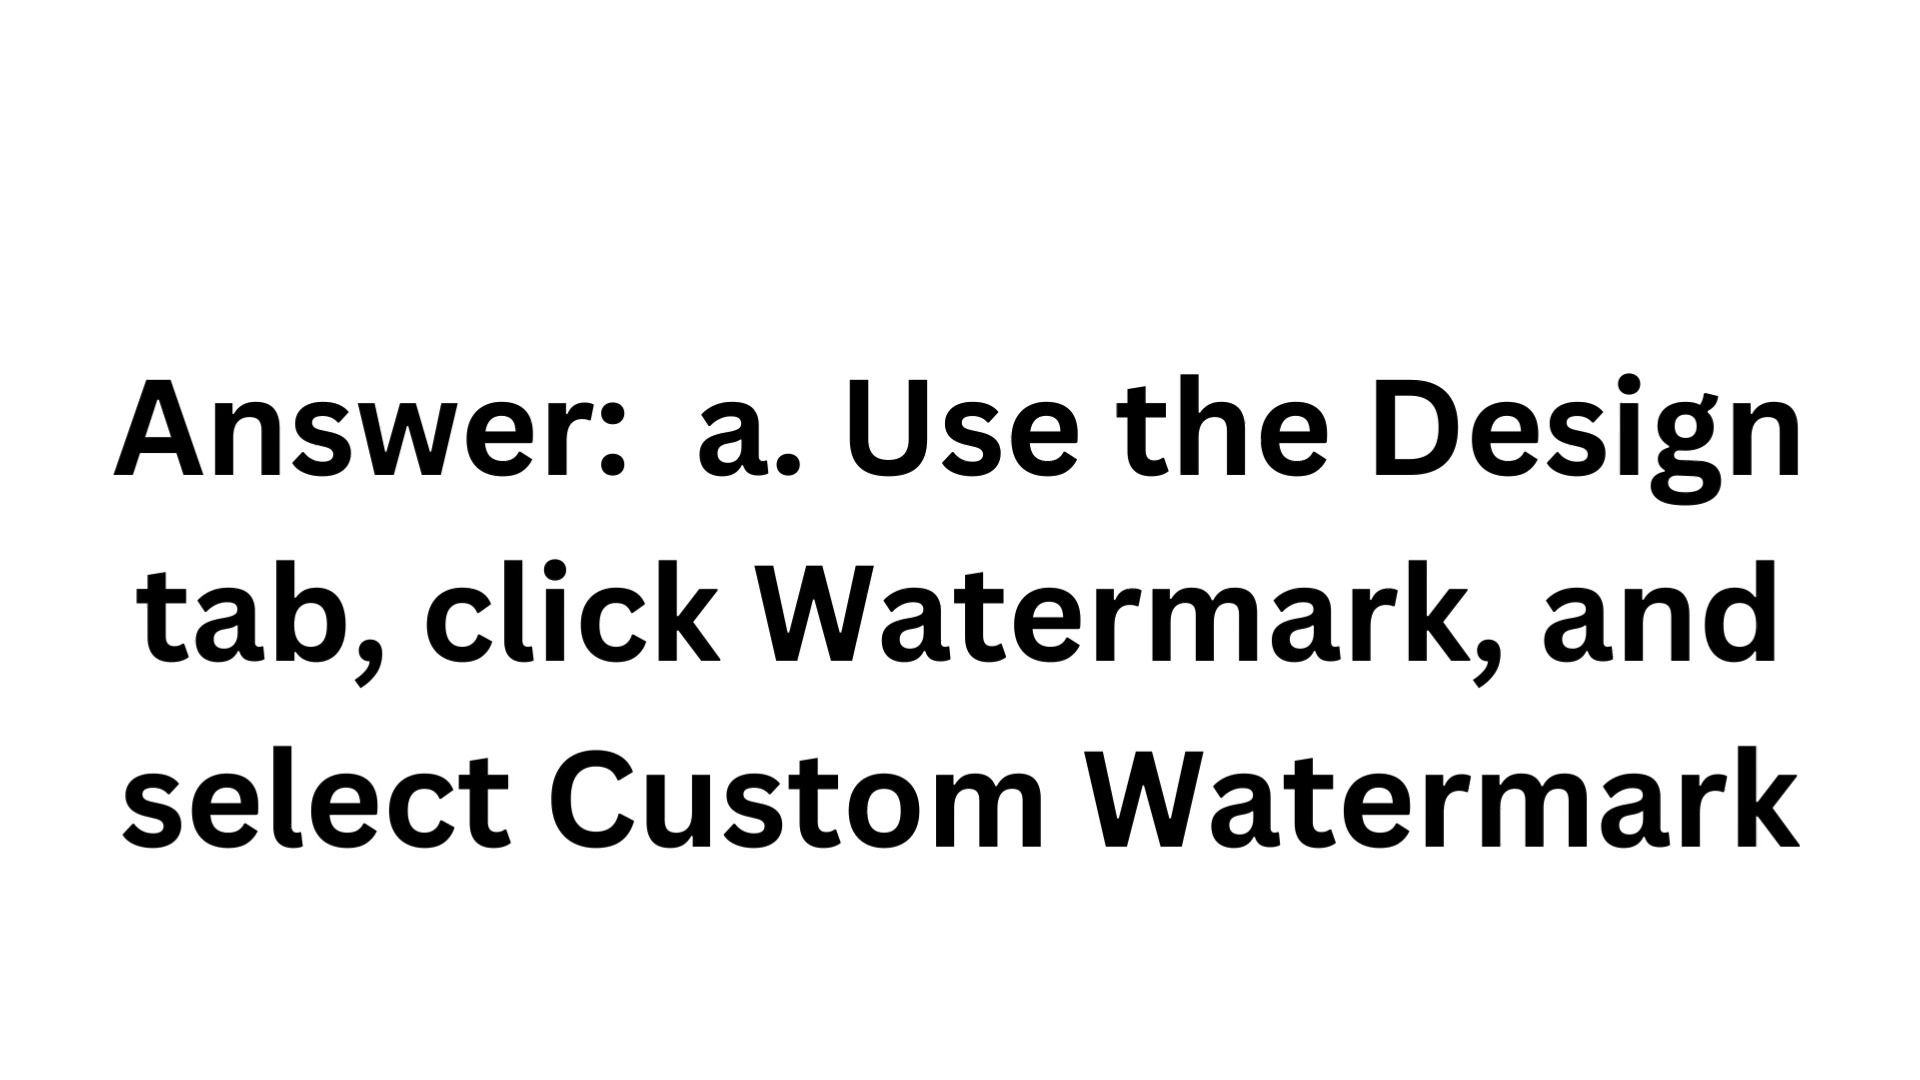 Answer:  a. Use the Design
tab, click Watermark, and
select Custom Watermark